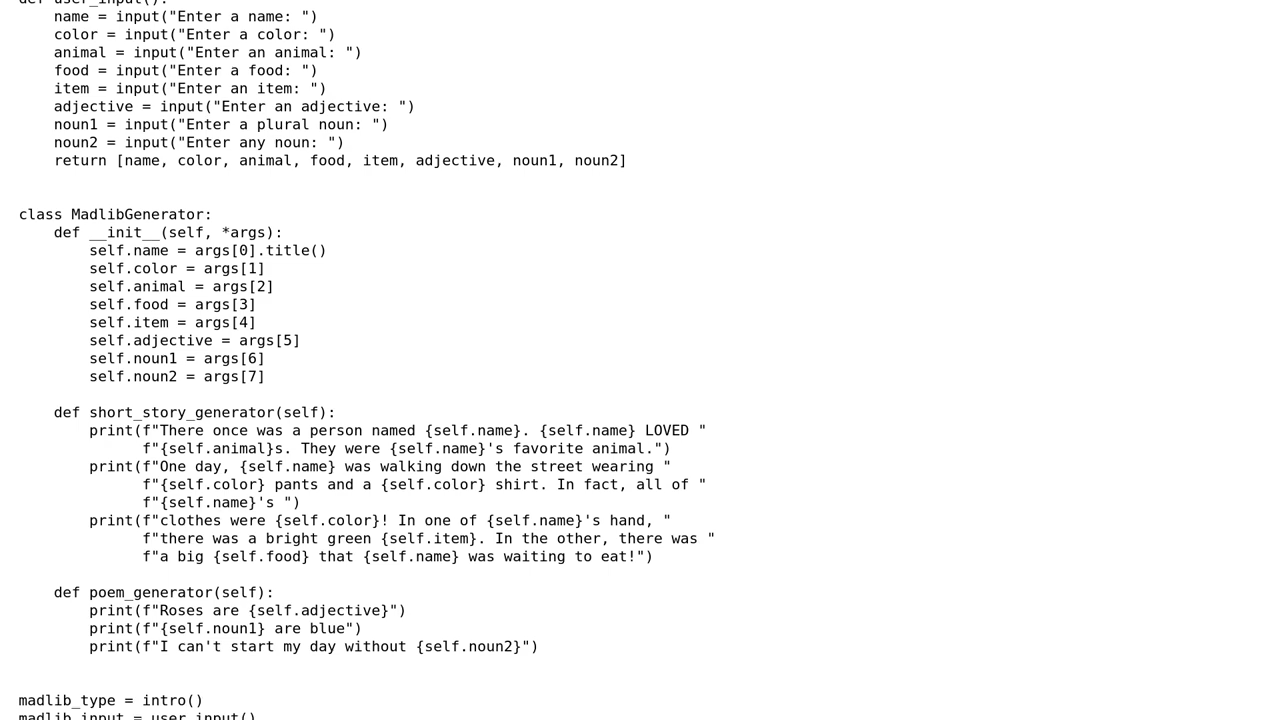 def user_input():
    name = input("Enter a name: ")
    color = input("Enter a color: ")
    animal = input("Enter an animal: ")
    food = input("Enter a food: ")
    item = input("Enter an item: ")
    adjective = input("Enter an adjective: ")
    noun1 = input("Enter a plural noun: ")
    noun2 = input("Enter any noun: ")
    return [name, color, animal, food, item, adjective, noun1, noun2]


class MadlibGenerator:
    def __init__(self, *args):
        self.name = args[0].title()
        self.color = args[1]
        self.animal = args[2]
        self.food = args[3]
        self.item = args[4]
        self.adjective = args[5]
        self.noun1 = args[6]
        self.noun2 = args[7]

    def short_story_generator(self):
        print(f"There once was a person named {self.name}. {self.name} LOVED "
              f"{self.animal}s. They were {self.name}'s favorite animal.")
        print(f"One day, {self.name} was walking down the street wearing "
              f"{self.color} pants and a {self.color} shirt. In fact, all of "
              f"{self.name}'s ")
        print(f"clothes were {self.color}! In one of {self.name}'s hand, "
              f"there was a bright green {self.item}. In the other, there was "
              f"a big {self.food} that {self.name} was waiting to eat!")

    def poem_generator(self):
        print(f"Roses are {self.adjective}")
        print(f"{self.noun1} are blue")
        print(f"I can't start my day without {self.noun2}")


madlib_type = intro()
madlib_input = user_input()